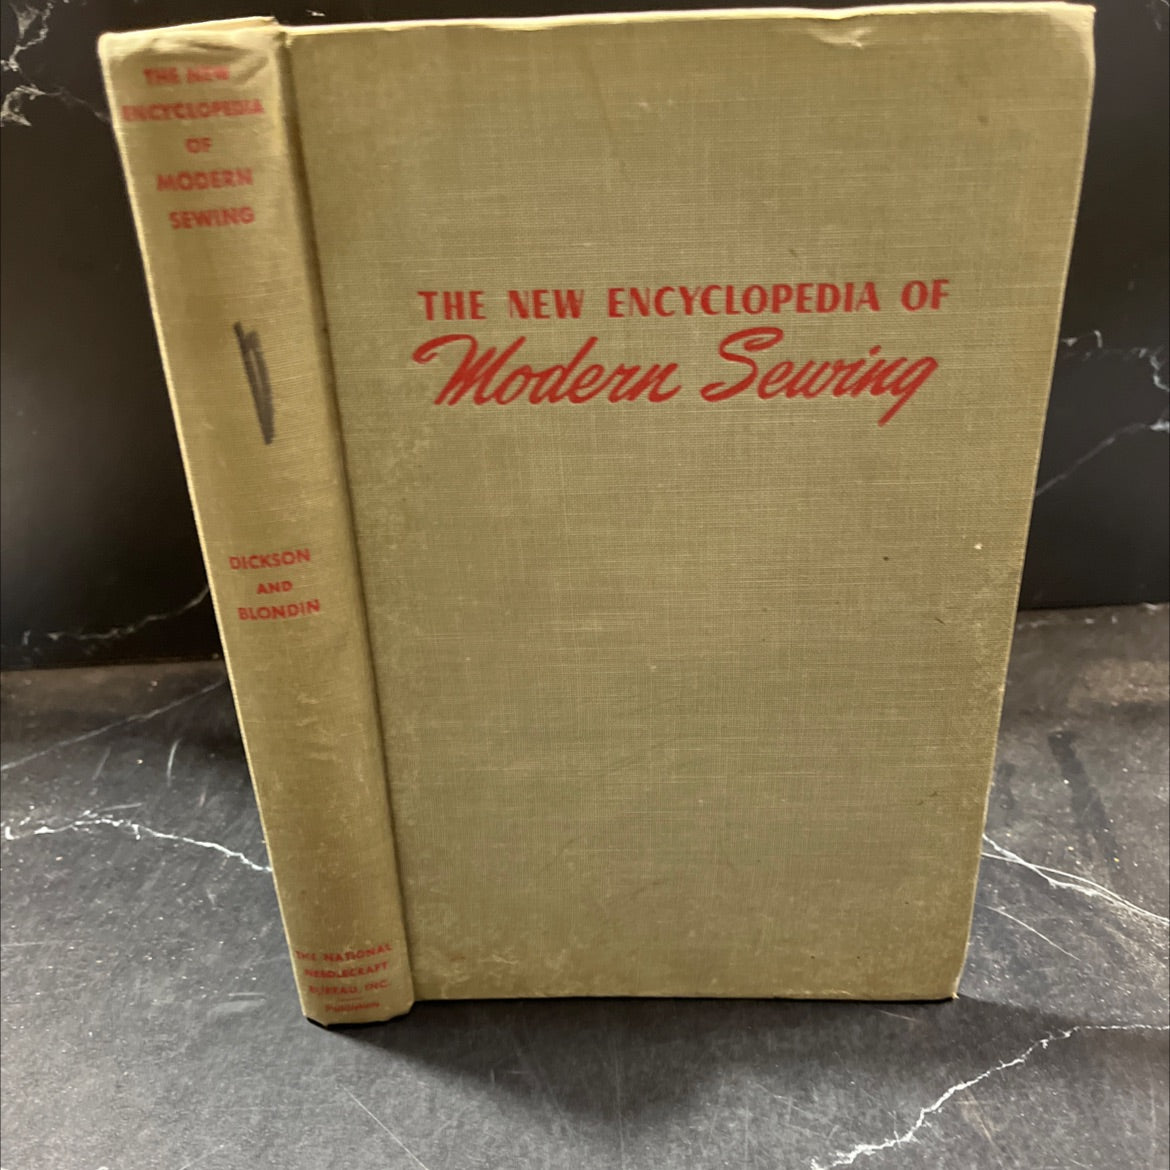 THE NEW
ENCYCLOPEDIA
OF
MODERN
SEWING
DICKSON
AND
BLONDIN
THE NATIONAL
NEEDLECRAFT
BUREAU, INC.
Publishers
THE NEW ENCYCLOPEDIA OF
Modern Sewing